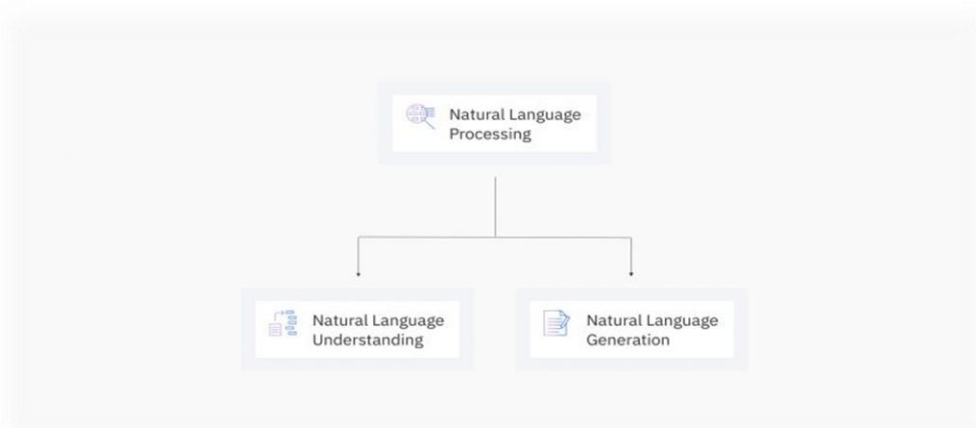 Natural Language
Processing
Natural Language
Understanding
Natural Language
Generation